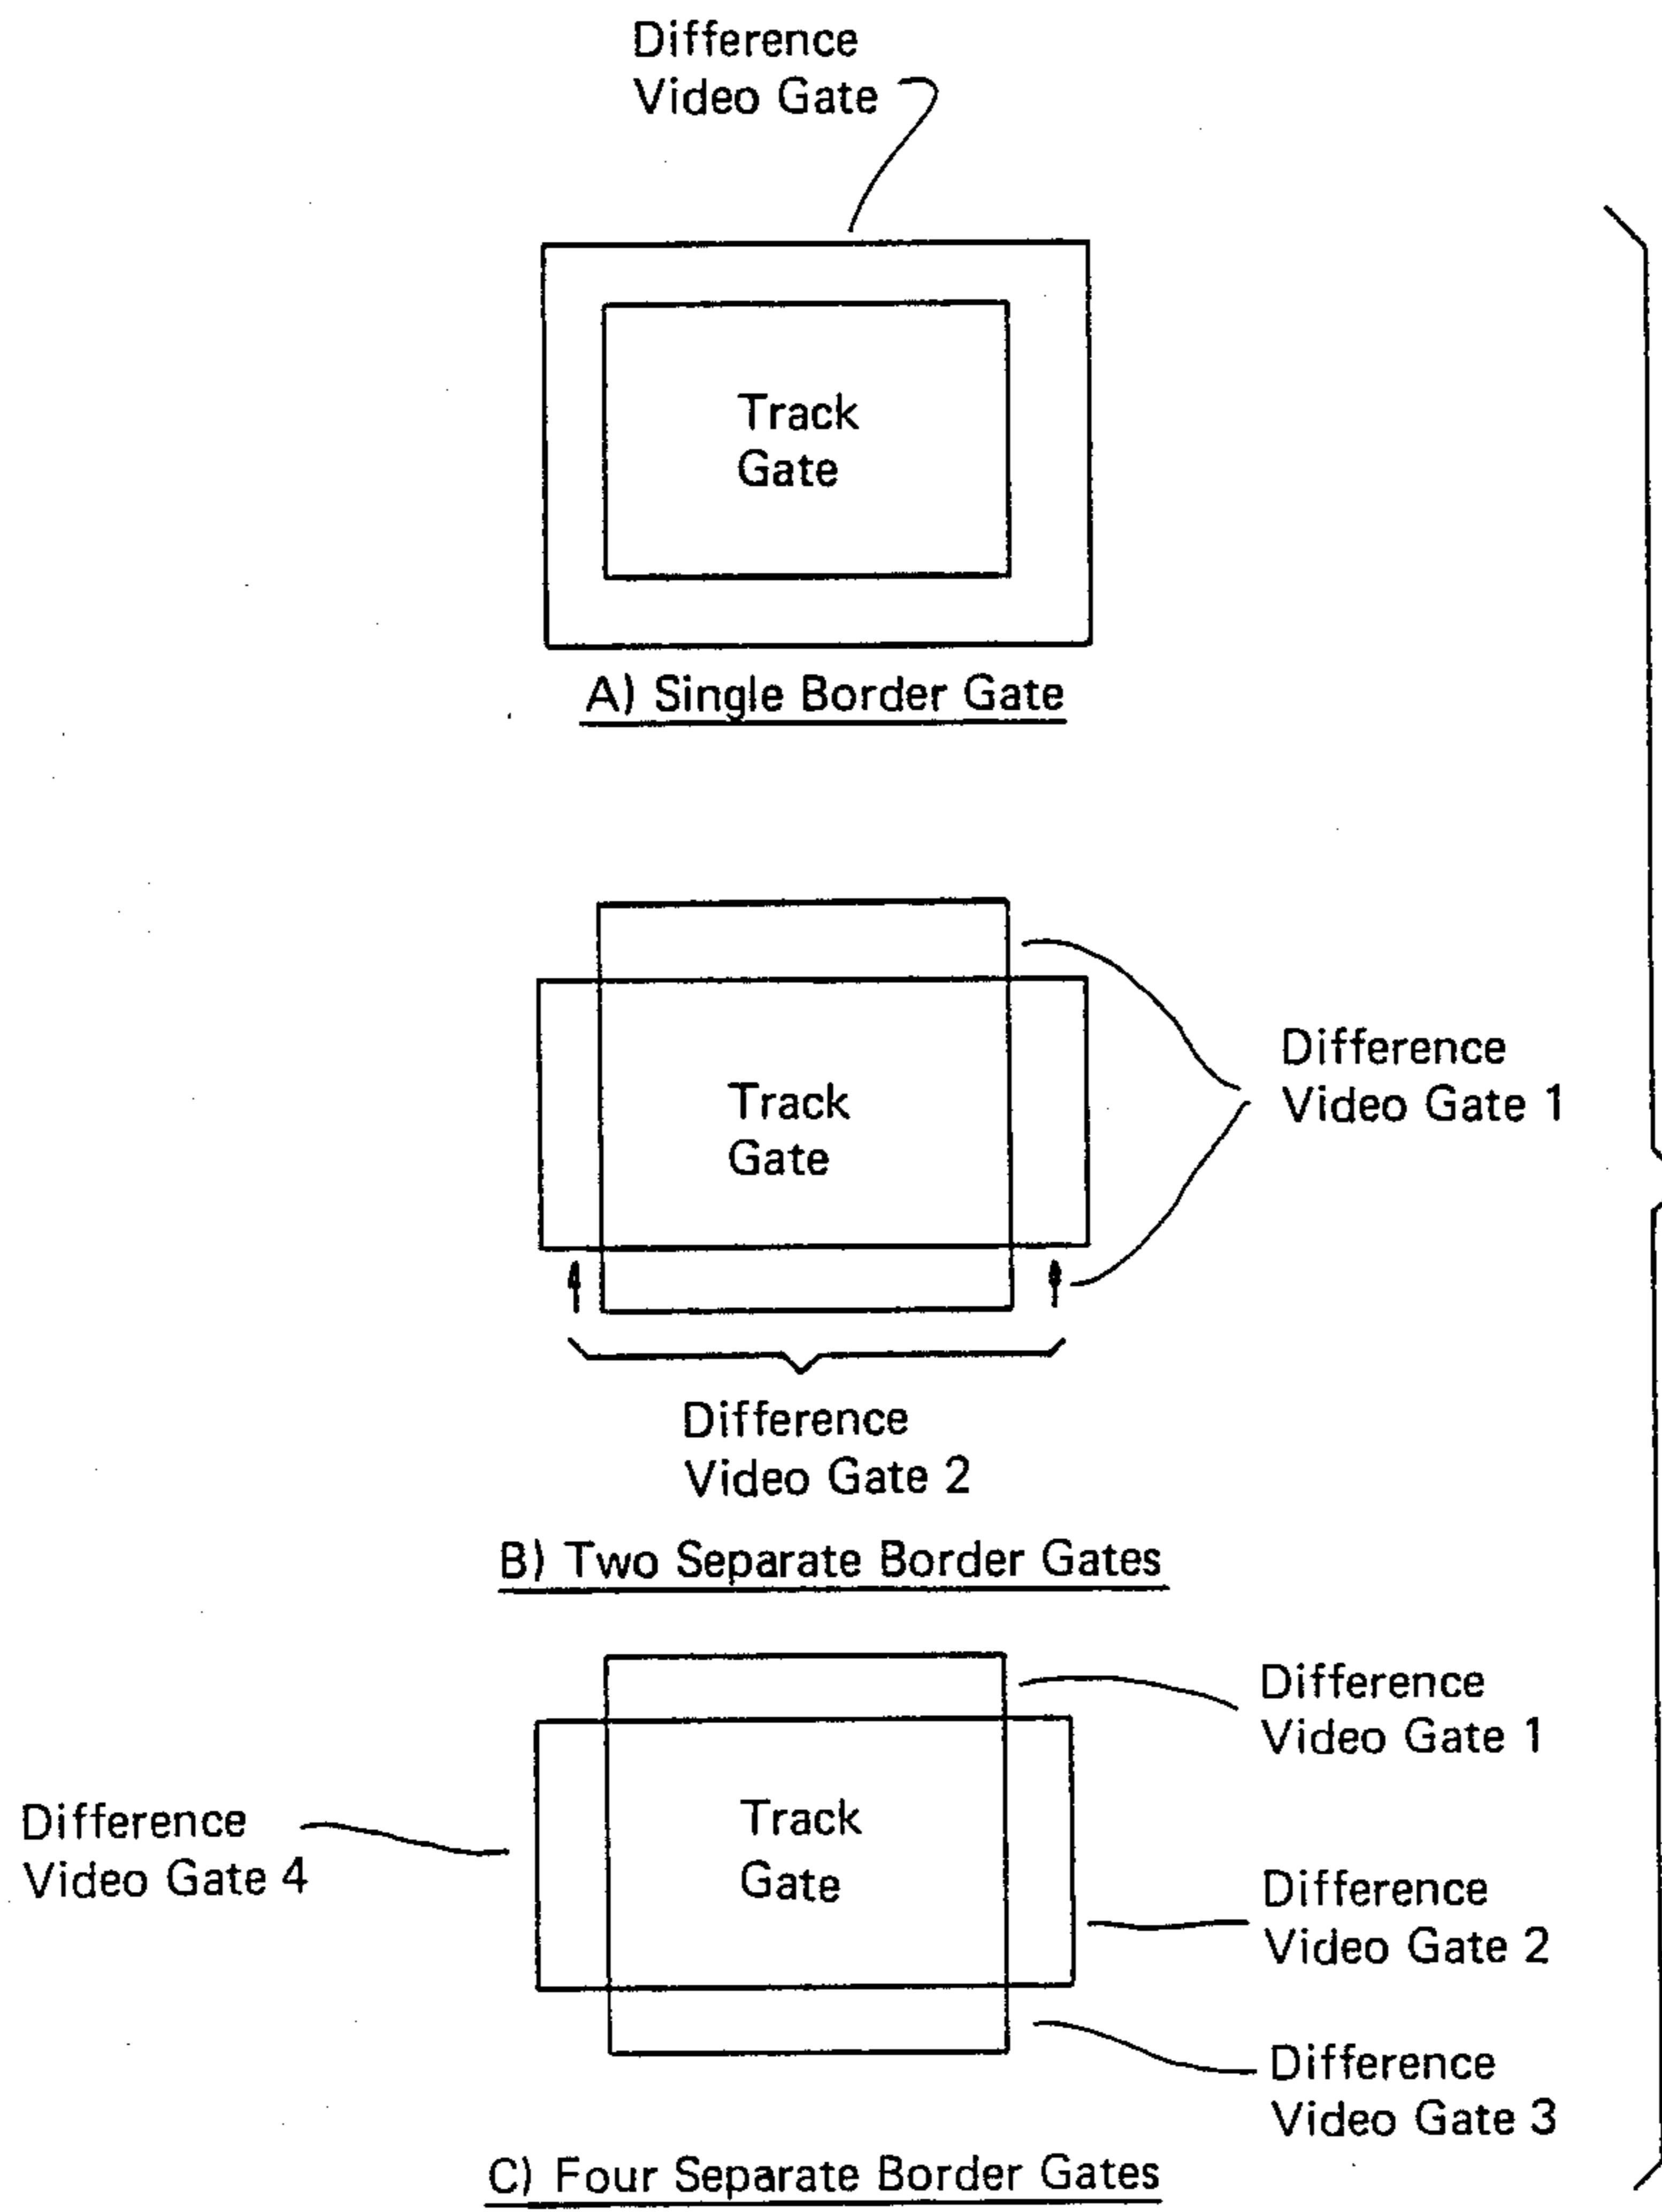 Difference
Video Gate
Track
Gate
A) Single Border Gate
Difference
Video Gate 1
Track
Gate
Difference
Video Gate 2
B) Two Separate Border Gates
Difference
Video Gate 1
Difference
Video Gate 4
Track
Gate
Difference
Video Gate 2
Difference
Video Gate 3
C) Four Separate Border Gates